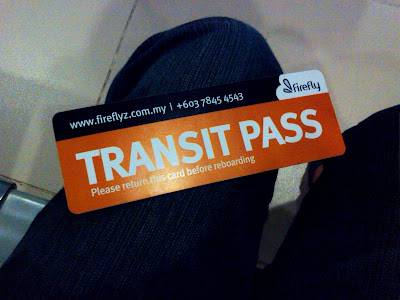 www.fireflyz.com.my | +603 7845 4543
firefly
TRANSIT PASS
Please return this card before reboarding